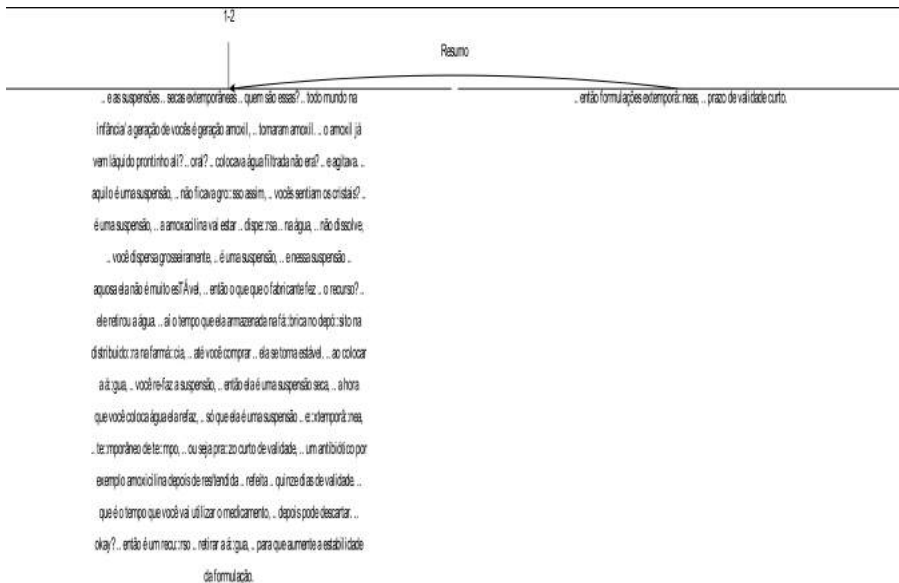 1-2
Resumo
.. e as suspensões .. secas extemporâneas .. quem são essas? .. todo mundo na
infância/ a geração de vocês é geração amoxil, .. tomaram amoxil. .. o amoxil já
vem láquido prontinho ali? .. oral? .. colocava água filtrada não era? .. e agitava. ..
aquilo é uma suspensão, .. não ficava gro::sso assim, .. vocês sentiam os cristais? ..
é uma suspensão, .. a amoxacilina vai estar .. dispe::rsa .. na água, .. não dissolve,
.. você dispersa grosseiramente, .. é uma suspensão, .. e nessa suspensão ..
aquosa ela não é muito esTÁvel, .. então o que que o fabricante fez .. o recurso? ..
ele retirou a água. .. aí o tempo que ela armazenada na fá::brica no depó::sito na
distribuido::ra na farmá::cia, .. até você comprar .. ela se torna estável, .. ao colocar
a á::gua, .. você re-faz a suspensão, .. então ela é uma suspensão seca, .. a hora
que você coloca água ela refaz, .. só que ela é uma suspensão .. e::xtemporâ::nea,
.. te::mporâneo de te::mpo, .. ou seja pra::zo curto de validade, .. um antibiótico por
exemplo amoxicilina depois de res/tendida .. refeita .. quinze dias de validade. ..
que é o tempo que você vai utilizar o medicamento, .. depois pode descartar. ..
okay? .. então é um recu::rso .. retirar a á::gua, .. para que aumente a estabilidade
da formulação.
.. então formulações extemporâ::neas, .. prazo de validade curto.